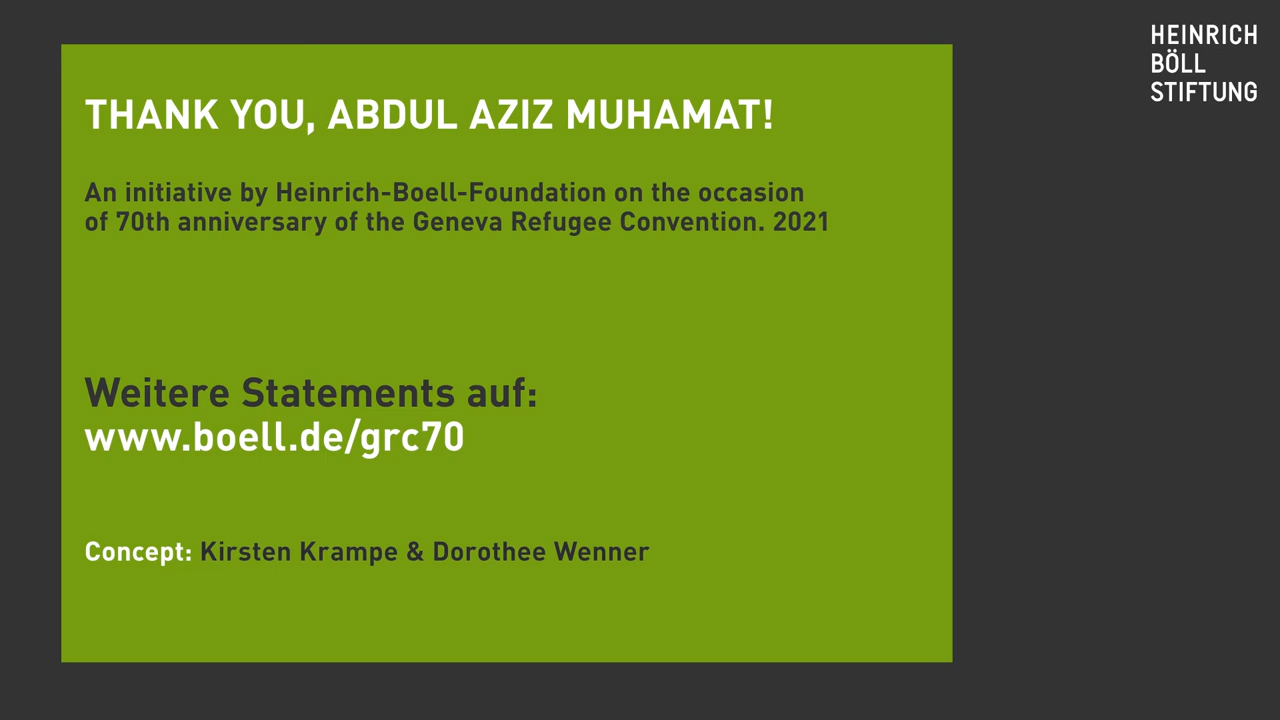 HEINRICH
BÖLL
STIFTUNG
THANK YOU, ABDUL AZIZ MUHAMAT!
An initiative by Heinrich-Boell-Foundation on the occasion
of 70th anniversary of the Geneva Refugee Convention. 2021
Weitere Statements auf:
www.boell.de/grc70
Concept: Kirsten Krampe & Dorothee Wenner